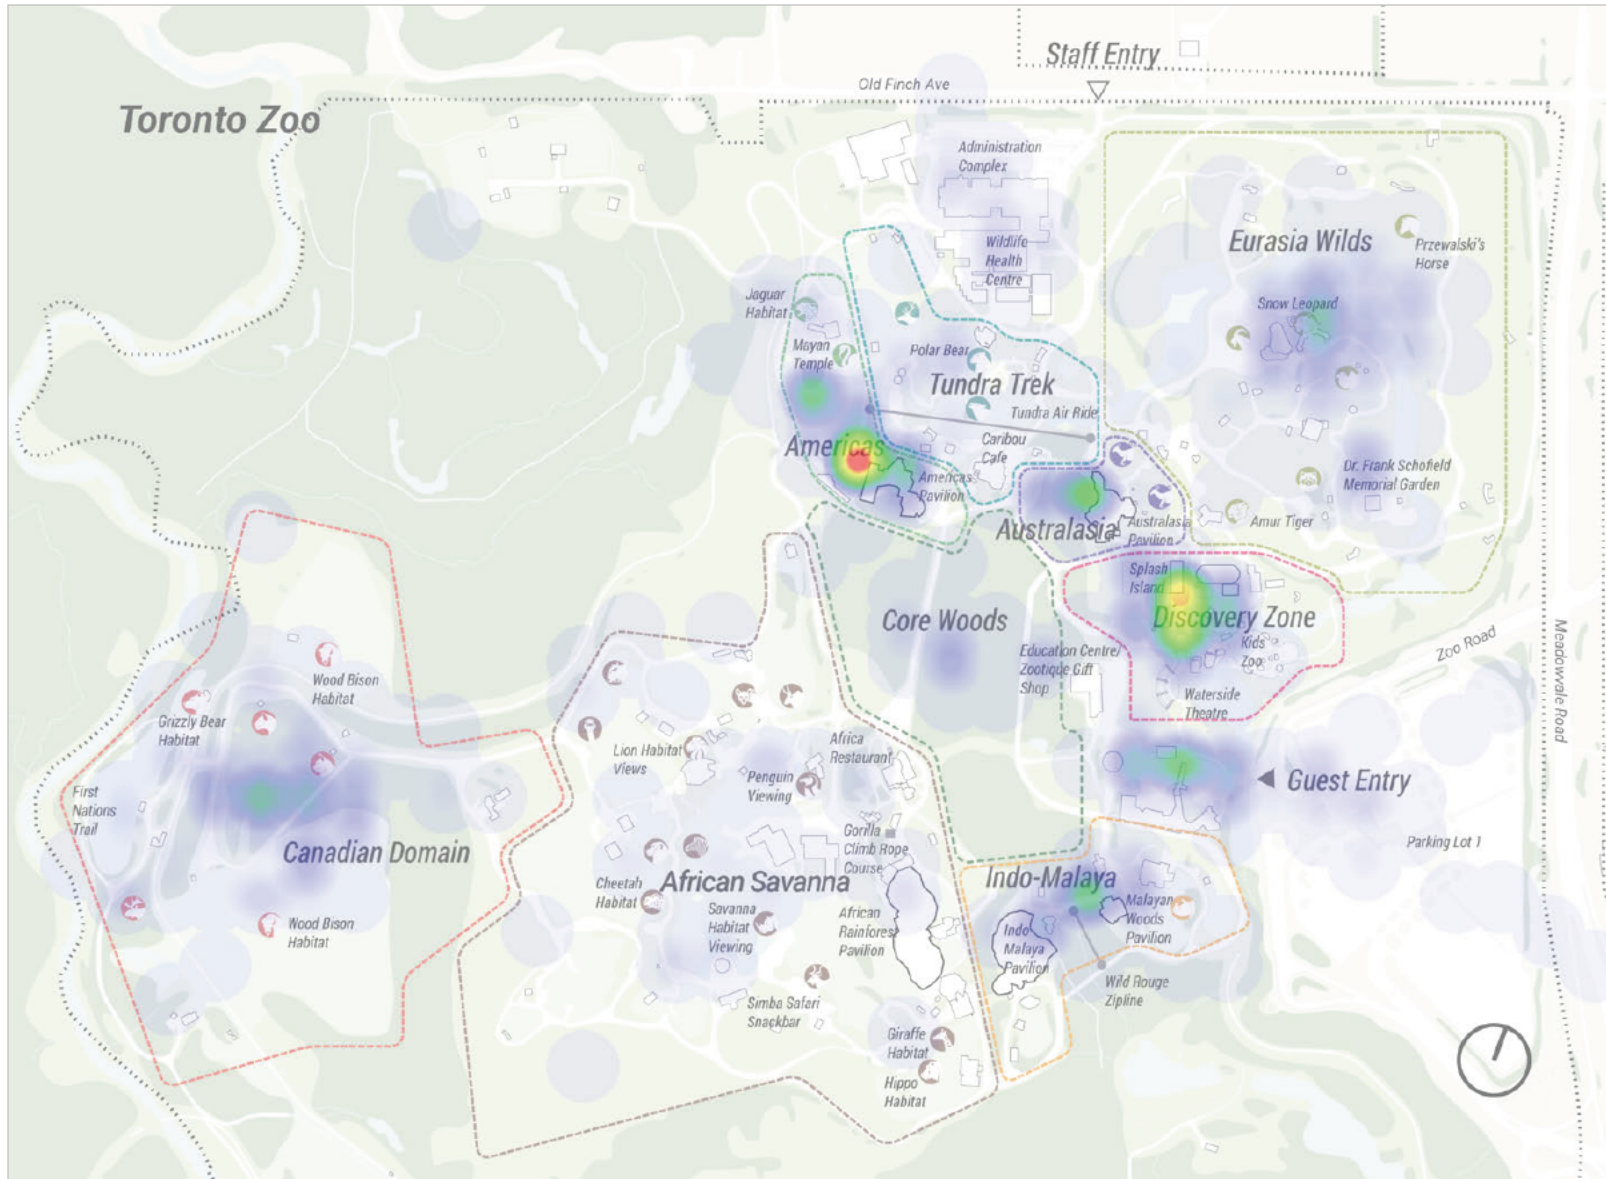 Staff Entry
Old Finch Ave
Toronto Zoo
Administration
Complex
Wildlife
Health
Centre
Eurasia Wilds
Przewalski's
Horse
Snow Leopard
Jaguar
Habitat
Mayan
Temple
Polar Bear
Tundra Trek
Tundra Air Ride
Caribou
Cafe
Americas
Americas
Pavilion
Dr. Frank Schofield
Memorial Garden
Amur Tiger
Australasia
Australasia
Pavilion
Splash
Island
Discovery Zone
Kids
Zoo
Waterside
Theatre
Core Woods
Education Centre/
Zootique Gift
Shop
Zoo Road
Meadowvale Road
Wood Bison
Habitat
Grizzly Bear
Habitat
First
Nations
Trail
Canadian Domain
Wood Bison
Habitat
Lion Habitat
Views
Africa
Restaurant
Penguin
Viewing
Gorilla
Climb Rope
Course
African Savanna
Cheetah
Habitat
Savanna
Habitat
Viewing
African
Rainforest
Pavilion
Simba Safari
Snackbar
Giraffe
Habitat
Hippo
Habitat
Guest Entry
Parking Lot 1
Indo-Malaya
Malayan
Woods
Pavilion
Indo
Malaya
Pavilion
Wild Rouge
Zipline